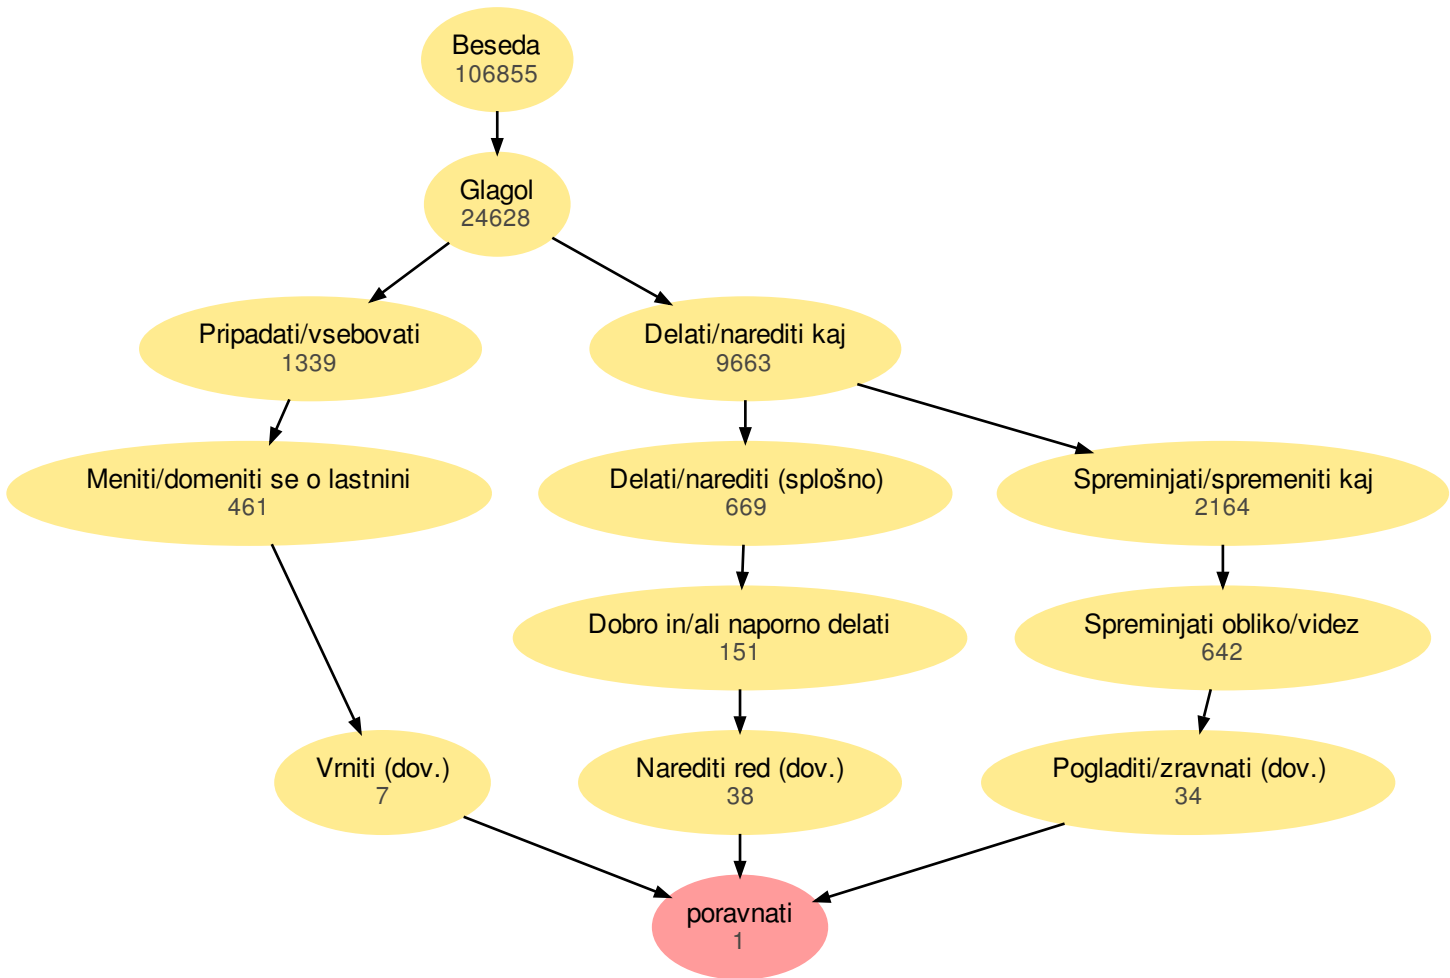 Beseda
106855
Glagol
24628
Pripadati/vsebovati
1339
Delati/narediti kaj
9663
Meniti/domeniti se o lastnini
461
Delati/narediti (splošno)
669
Spreminjati/spremeniti kaj
2164
Dobro in/ali naporno delati
151
Spreminjati obliko/videz
642
Vrniti (dov.)
7
Narediti red (dov.)
38
Pogladiti/zravnati (dov.)
34
poravnati
1